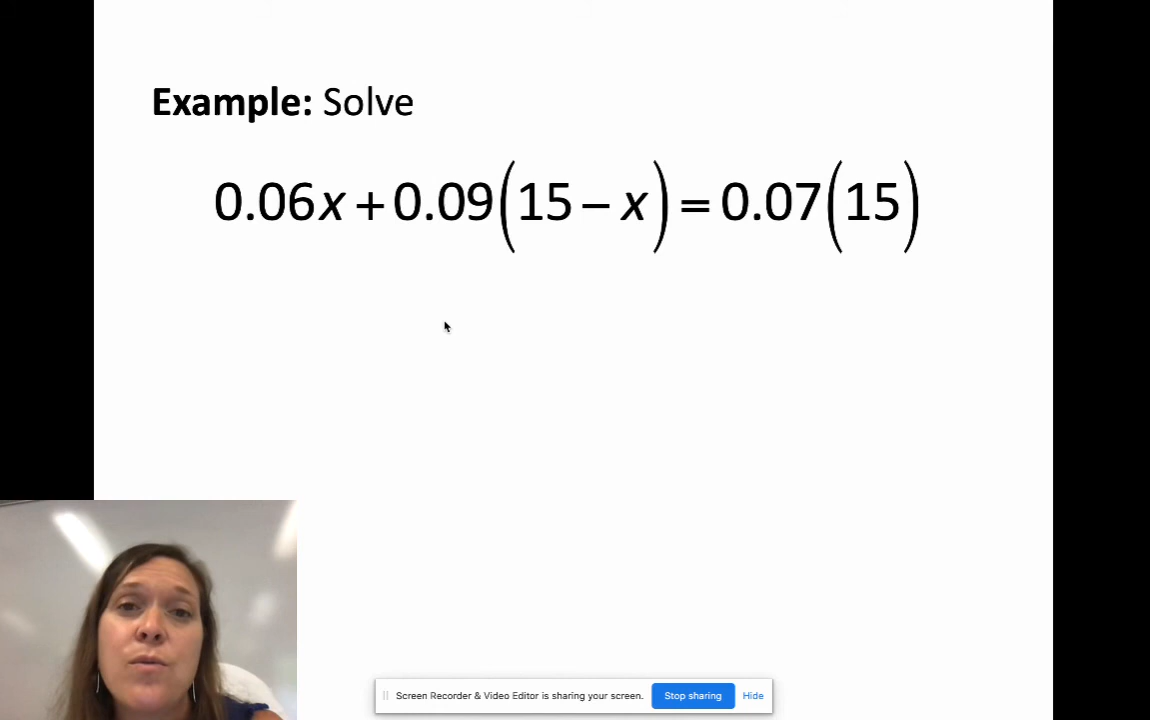 Example: Solve
0.06x + 0.09(15 − x) = 0.07(15)
Screen Recorder & Video Editor is sharing your screen. Stop sharing Hide